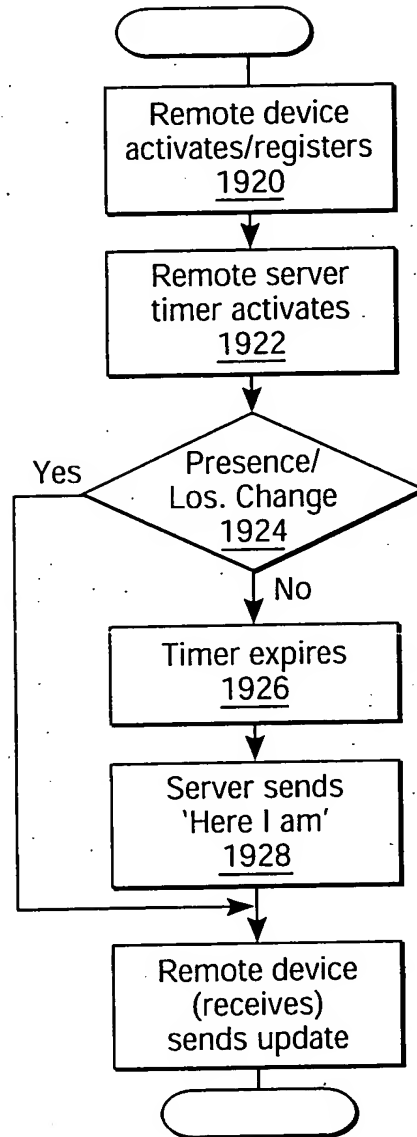 Remote device
activates/registers
1920
Remote server
timer activates
1922
Yes
Presence/
Los. Change
1924
No
Timer expires
1926
Server sends
'Here I am'
1928
Remote device
(receives)
sends update